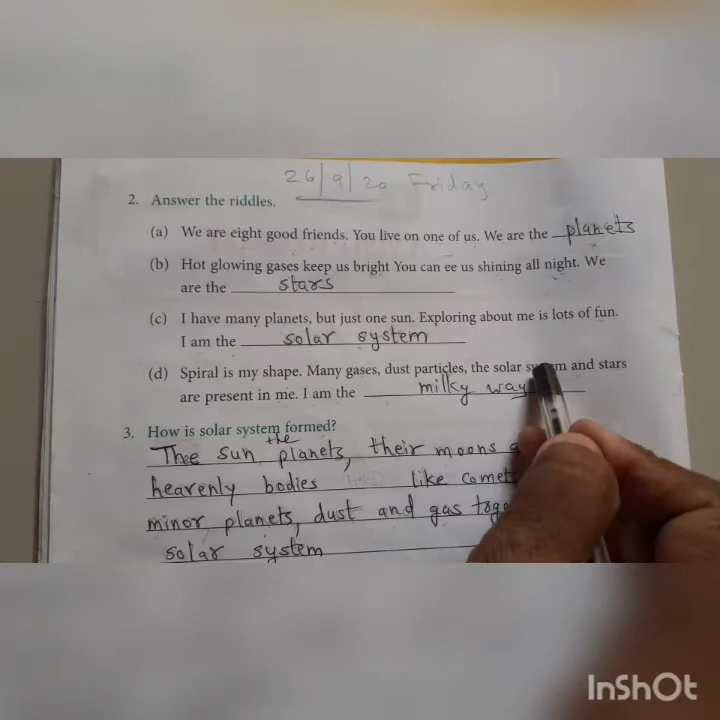 26/9/20 Friday
2. Answer the riddles.
(a) We are eight good friends. You live on one of us. We are the planets
(b) Hot glowing gases keep us bright You can ee us shining all night. We
are the stars
(c) I have many planets, but just one sun. Exploring about me is lots of fun.
I am the solar system
(d) Spiral is my shape. Many gases, dust particles, the solar and stars
are present in me. I am the milky way
3. How is solar system formed?
the
The sun planets, their moons
heavenly bodies like
minor planets, dust and gas
solar system
InShOt